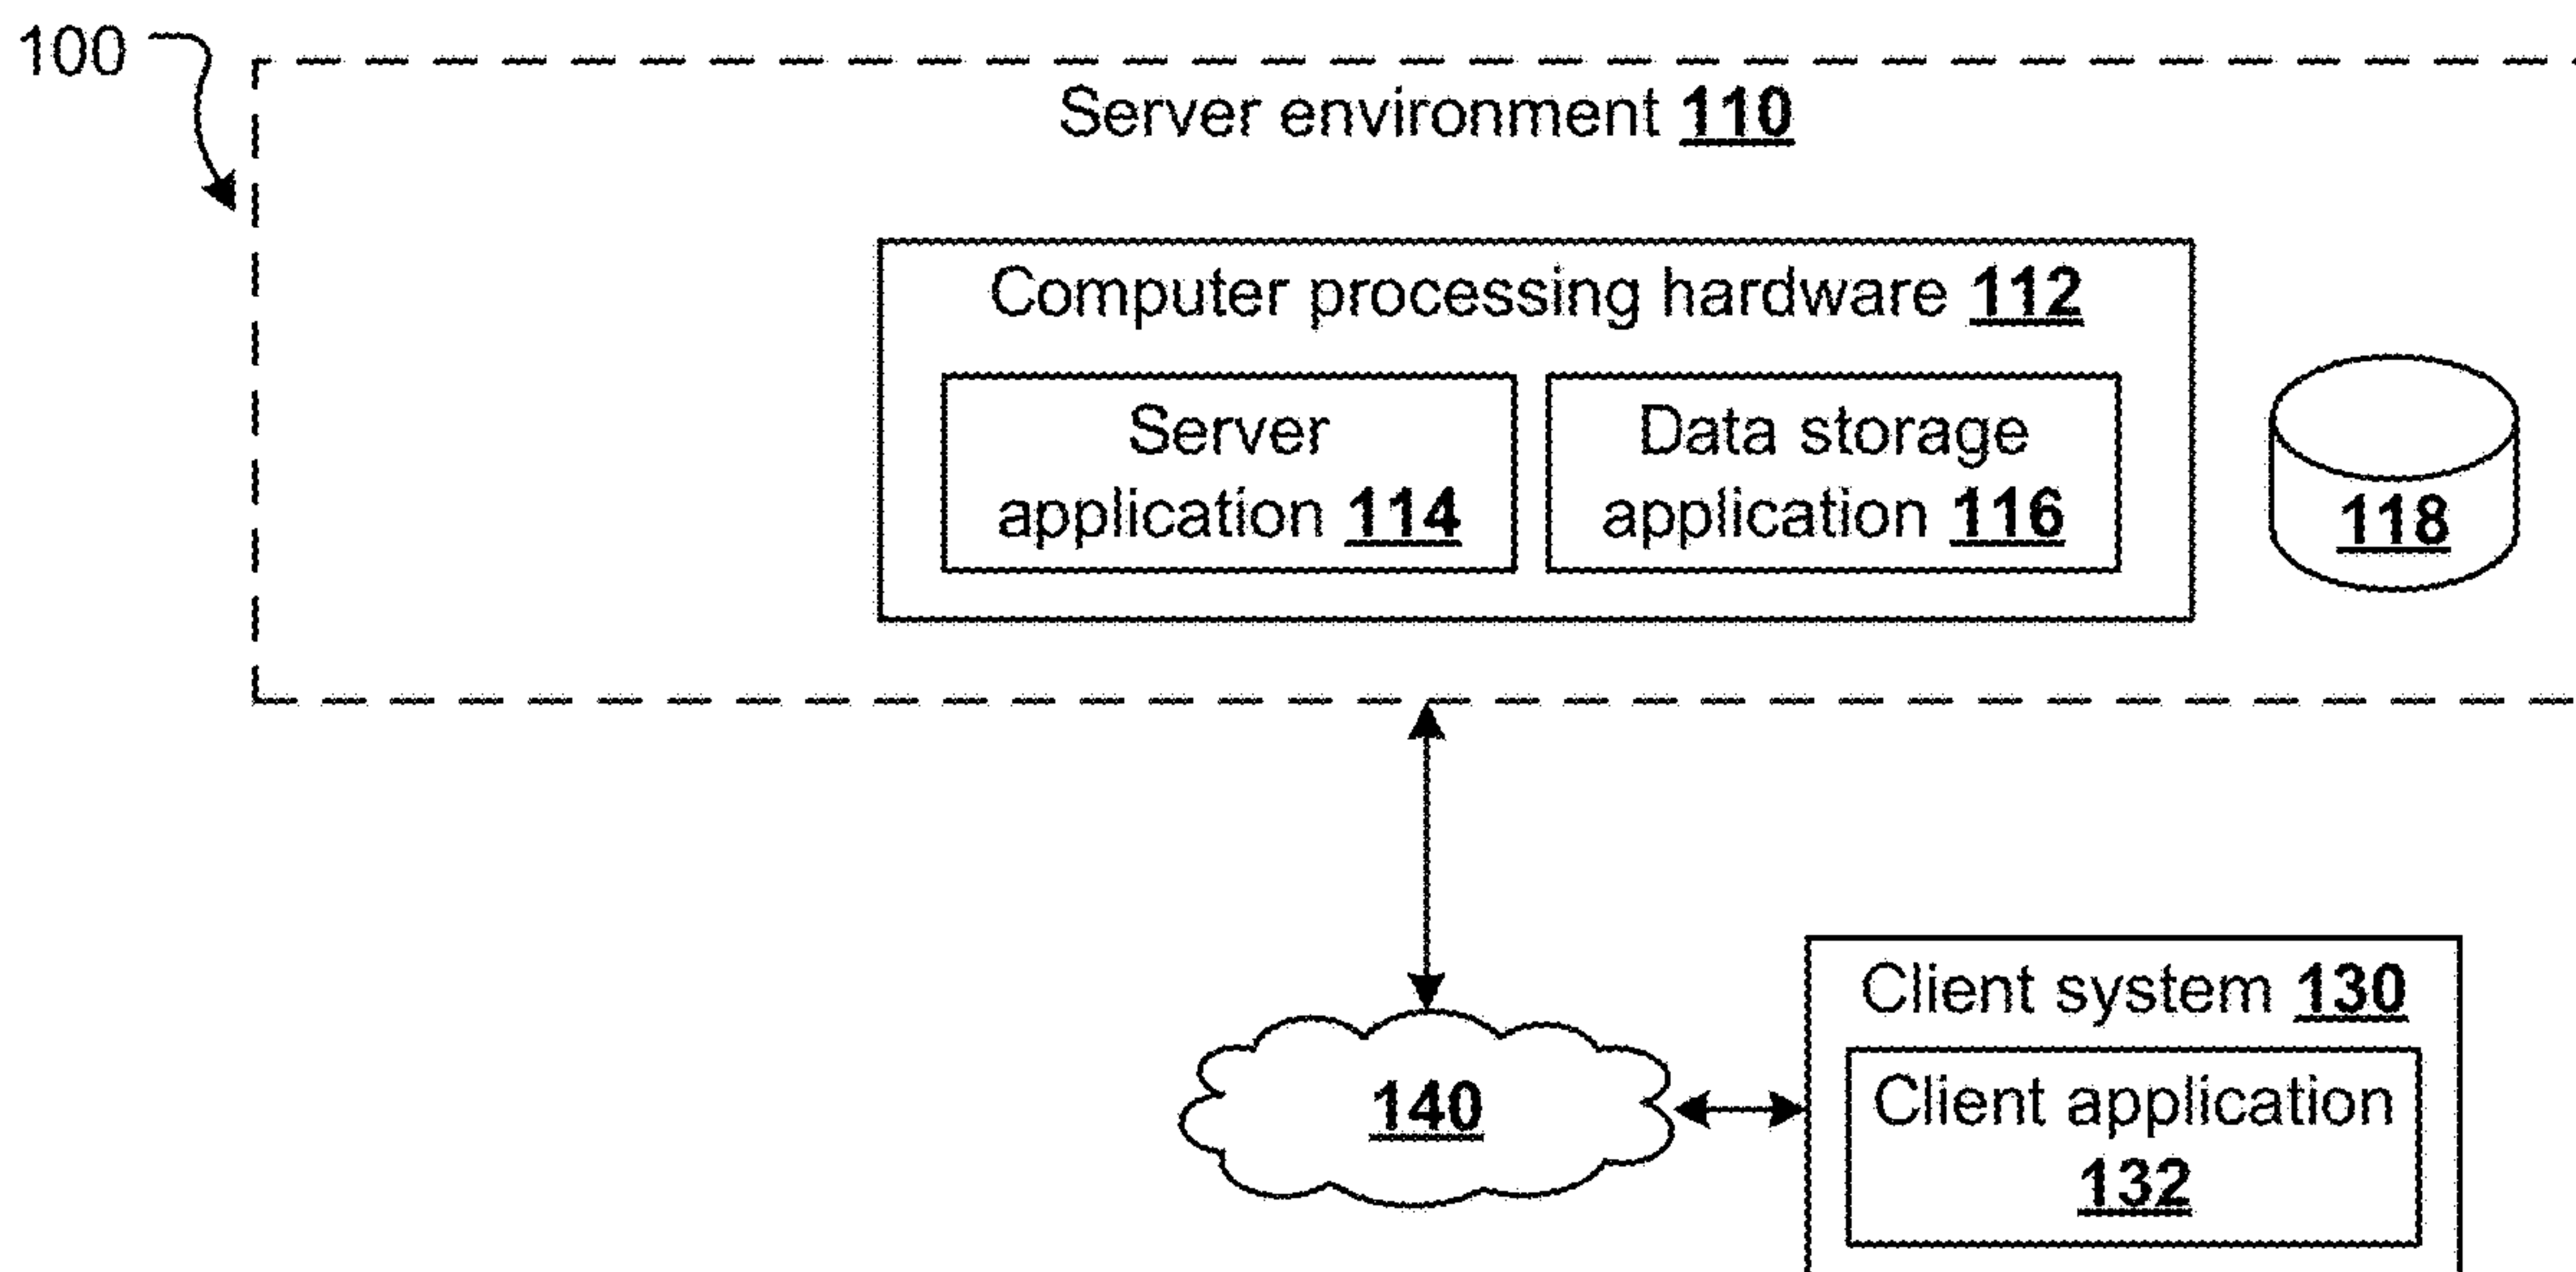 100
Server environment 110
Computer processing hardware 112
Server
application 114
Data storage
application 116
118
140
Client system 130
Client application
132